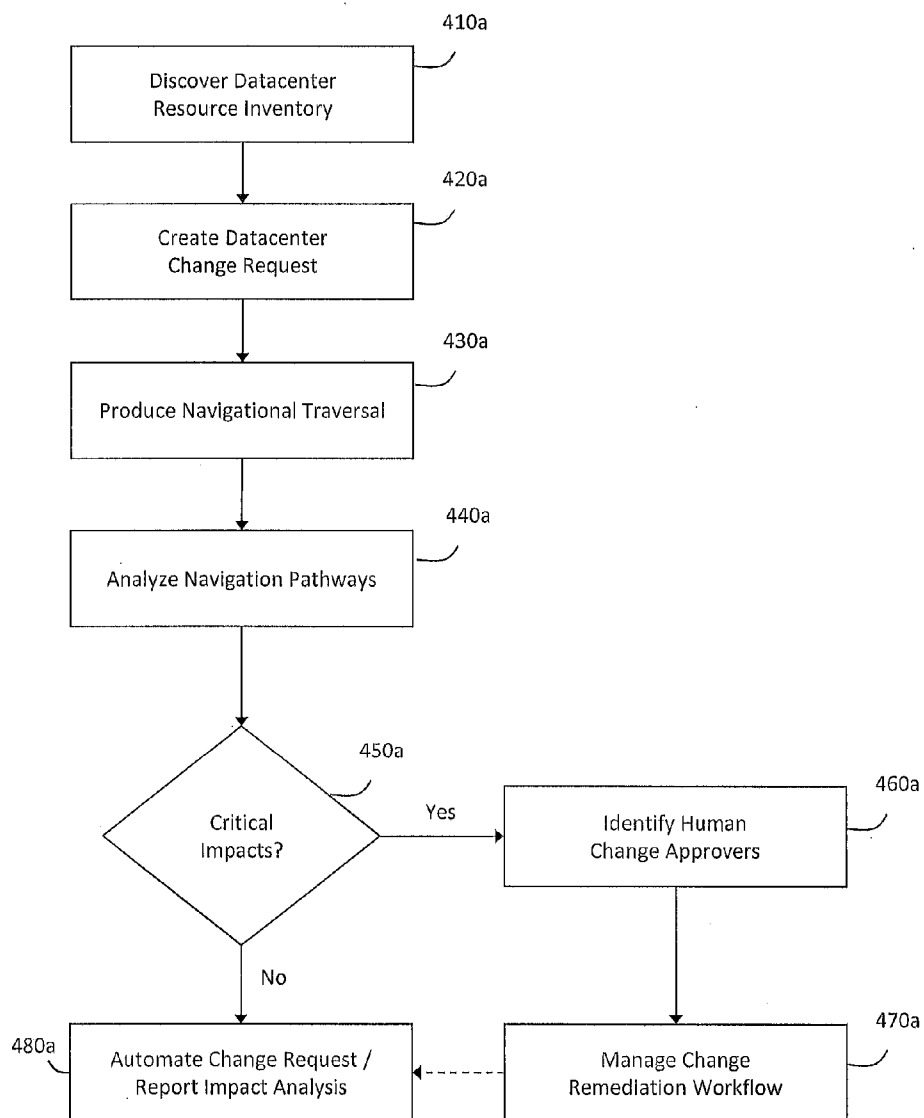 410a
Discover Datacenter
Resource Inventory
420a
Create Datacenter
Change Request
430a
Produce Navigational Traversal
440a
Analyze Navigation Pathways
450a
Critical
Impacts?
Yes
460a
Identify Human
Change Approvers
No
470a
Manage Change
Remediation Workflow
480a
Automate Change Request /
Report Impact Analysis